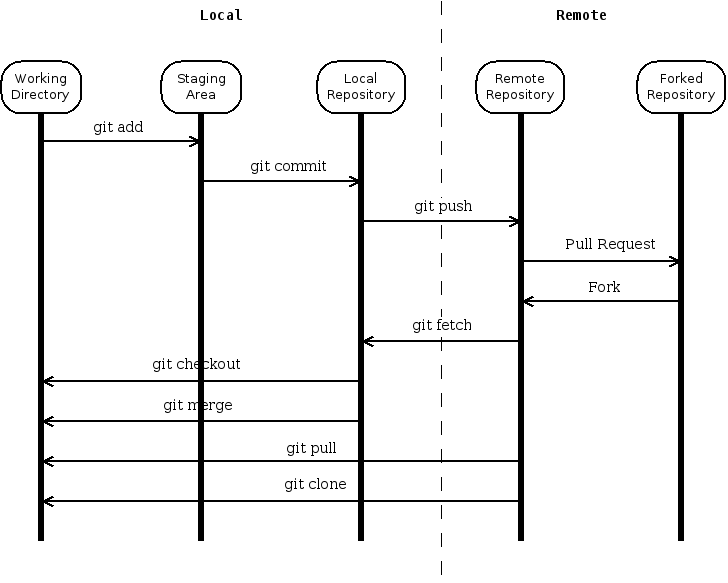 Local
Remote
Working
Directory
Staging
Area
Local
Repository
Remote
Repository
Forked
Repository
git add
git commit
git push
Pull Request
Fork
git fetch
git checkout
git merge
git pull
git clone